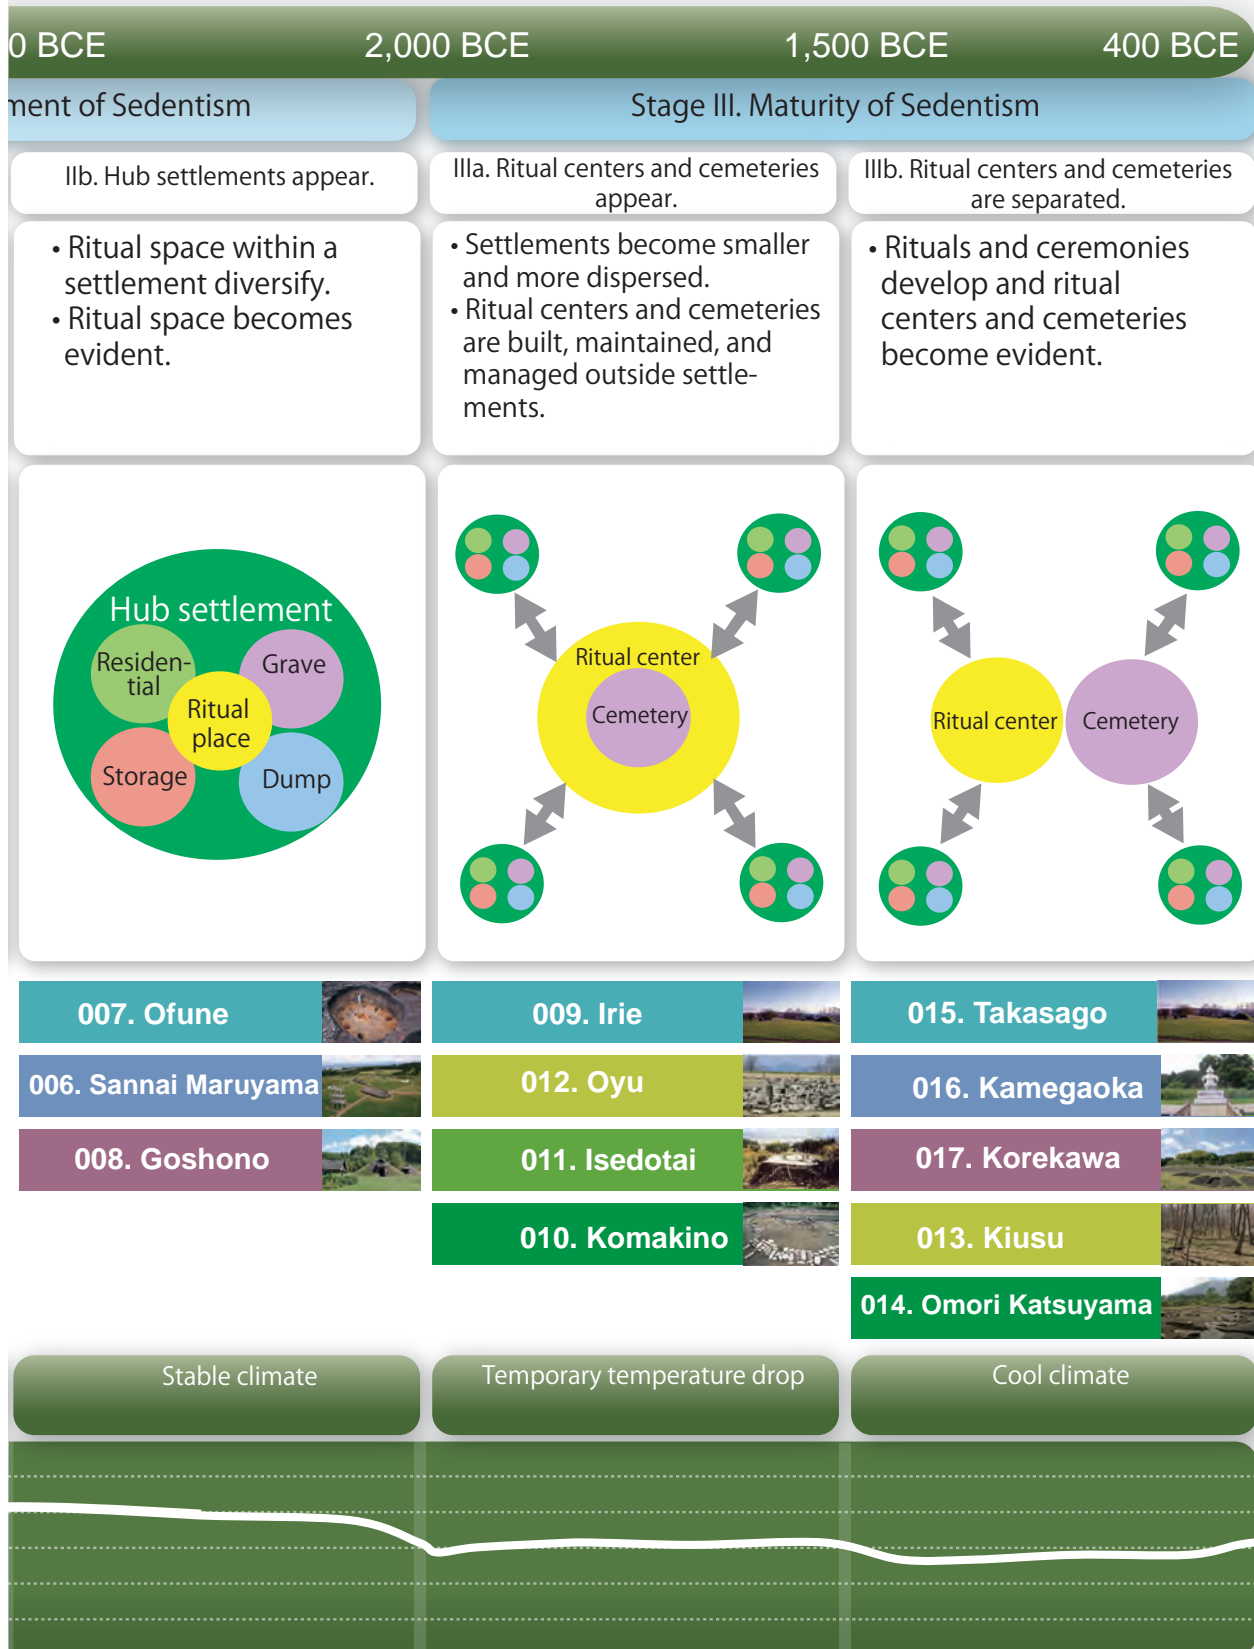 0 BCE
2,000 BCE
1,500 BCE
400 BCE
ment of Sedentism
Stage III. Maturity of Sedentism
IIb. Hub settlements appear.
IIIa. Ritual centers and cemeteries
appear.
IIIb. Ritual centers and cemeteries
are separated.
• Ritual space within a
settlement diversify.
• Ritual space becomes
evident.
• Settlements become smaller
and more dispersed.
• Ritual centers and cemeteries
are built, maintained, and
managed outside settle-
ments.
• Rituals and ceremonies
develop and ritual
centers and cemeteries
become evident.
Hub settlement
Residen-
tial
Grave
Ritual
place
Storage
Dump
Ritual center
Cemetery
Ritual center
Cemetery
007. Ofune
006. Sannai Maruyama
008. Goshono
009. Irie
012. Oyu
011. Isedotai
010. Komakino
015. Takasago
016. Kamegaoka
017. Korekawa
013. Kiusu
014. Omori Katsuyama
Stable climate
Temporary temperature drop
Cool climate